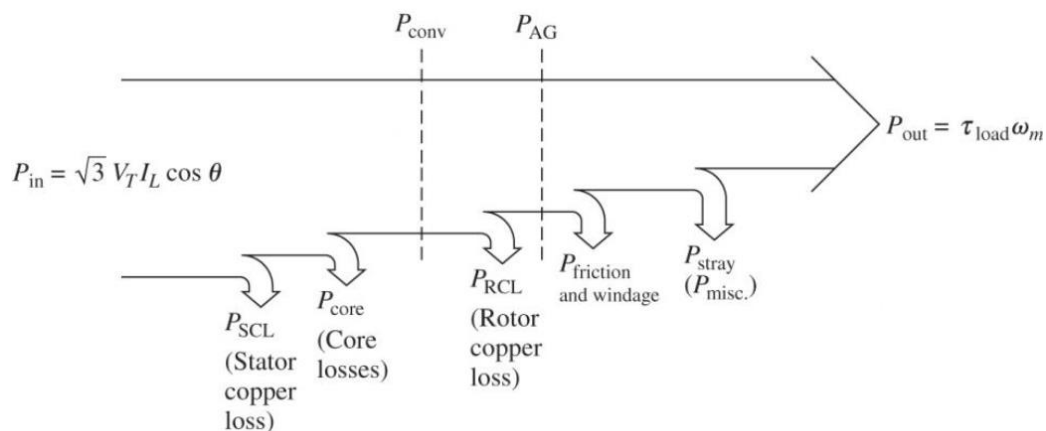 P_conv
P_AG
P_out = τ_load ω_m
P_in = √3 V_T I_L cos θ
P_SCL
(Stator
copper
loss)
P_core
(Core
losses)
P_RCL
(Rotor
copper
loss)
P_friction
and windage
P_stray
(P_misc.)